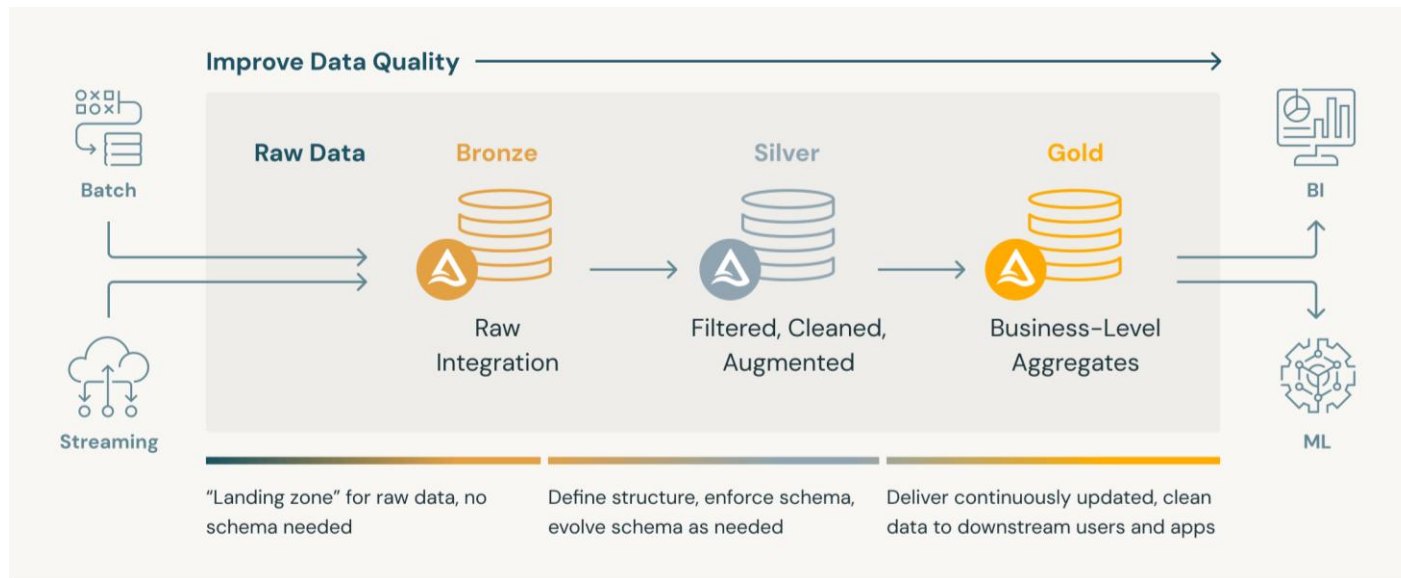 Improve Data Quality
Batch
Raw Data
Bronze
Silver
Gold
BI
Raw
Integration
Filtered, Cleaned,
Augmented
Business-Level
Aggregates
Streaming
ML
“Landing zone” for raw data, no
schema needed
Define structure, enforce schema,
evolve schema as needed
Deliver continuously updated, clean
data to downstream users and apps